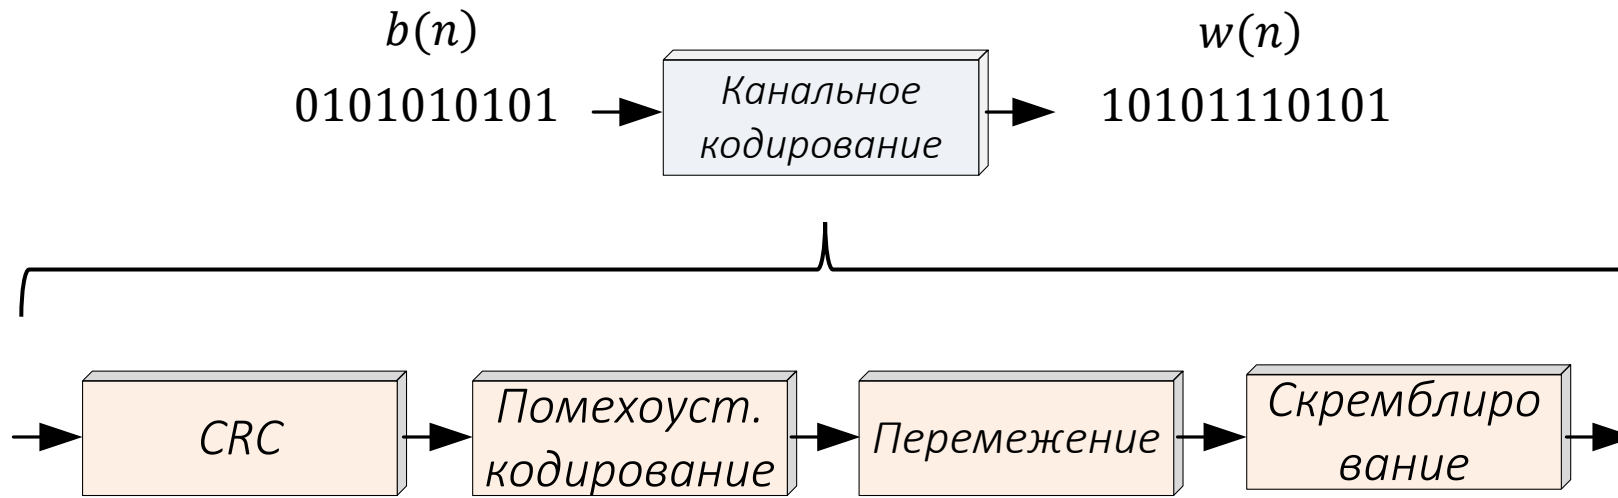 b(n)
w(n)
0101010101
Канальное
кодирование
10101110101
CRC
Помехоуст.
кодирование
Перемежение
Скремблиро
вание